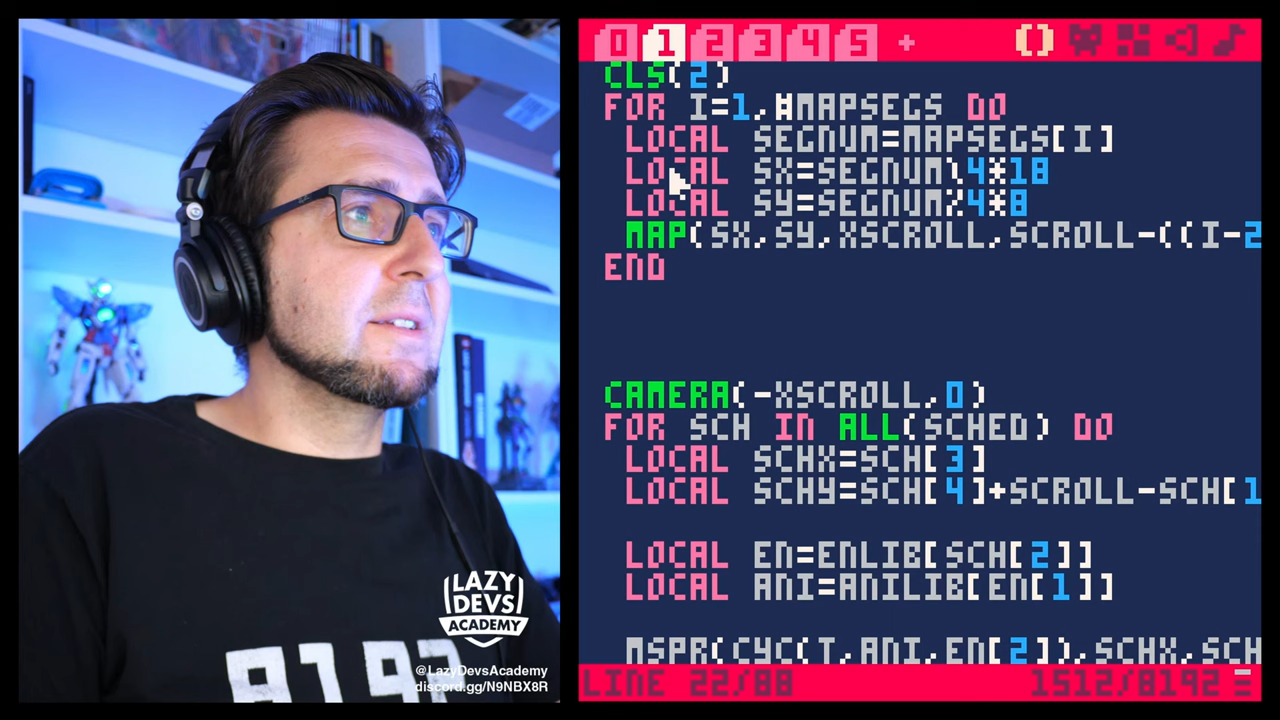 0 1 2 3 4 5 +
CLS(2)
FOR I=1,#MAPSEGS DO
LOCAL SEGNUM=MAPSEGS[I]
LOCAL SX=SEGNUM\4*18
LOCAL SY=SEGNUM%4*8
MAP(SX,SY,XSCROLL,SCROLL-((I-2
END
CAMERA(-XSCROLL,0)
FOR SCH IN ALL(SCHED) DO
LOCAL SCHX=SCH[3]
LOCAL SCHY=SCH[4]+SCROLL-SCH[1
LOCAL EN=ENLIB[SCH[2]]
LOCAL ANI=ANILIB[EN[1]]
MSPR(CYC(T,ANI,EN[2]),SCHX,SCH
LINE 22/88
1512/8192
LAZY
DEVS
ACADEMY
8192
@LazyDevsAcademy
discord.gg/N9NBX8R